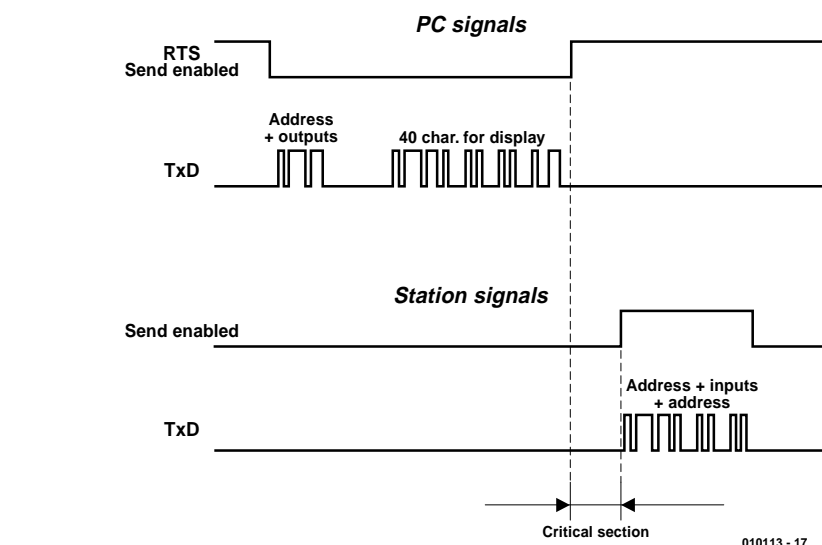 PC signals
RTS
Send enabled
Address
+ outputs
40 char. for display
TxD
Station signals
Send enabled
Address + inputs
+ address
TxD
Critical section
010113 - 17